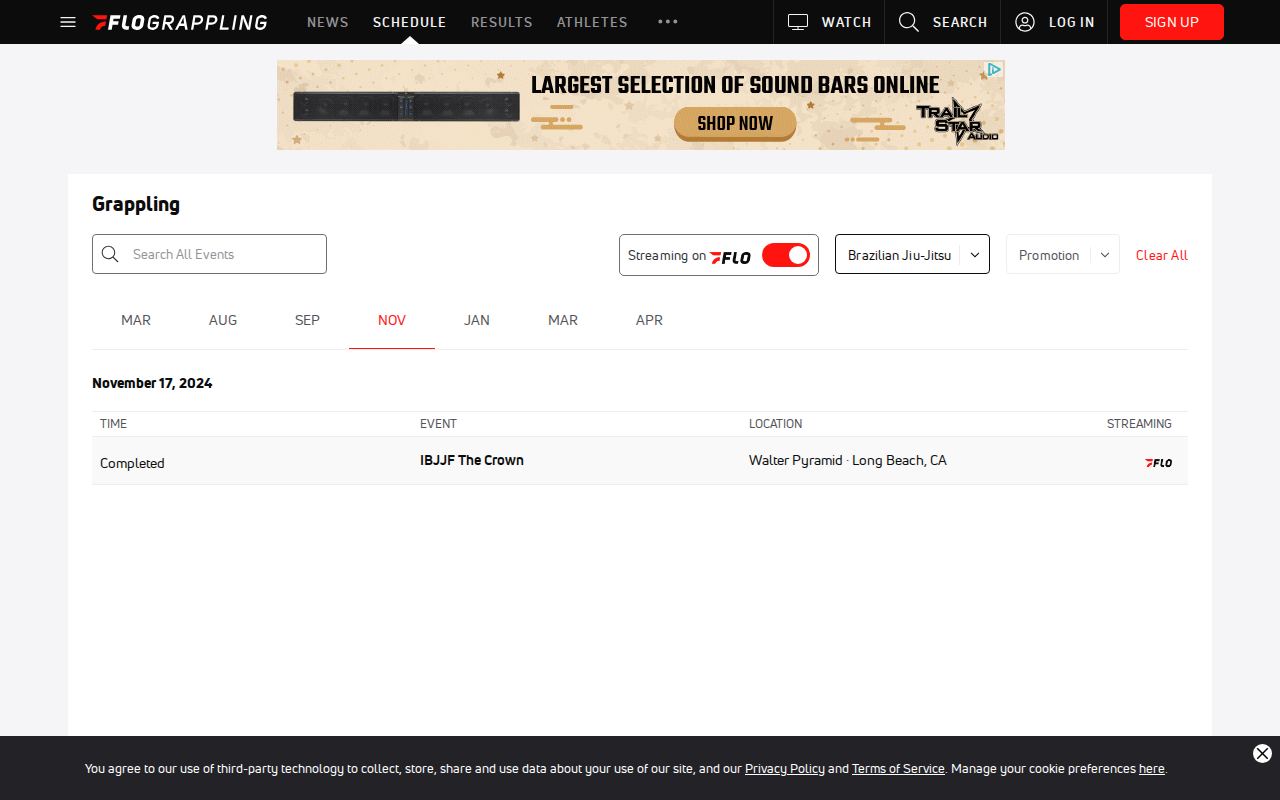 FLOGRAPPLING NEWS SCHEDULE RESULTS ATHLETES ••• WATCH SEARCH LOG IN SIGN UP
LARGEST SELECTION OF SOUND BARS ONLINE
SHOP NOW
TRAIL STAR AUDIO
Grappling
Search All Events Streaming on FLO Brazilian Jiu-Jitsu Promotion Clear All
MAR AUG SEP NOV JAN MAR APR
November 17, 2024
TIME EVENT LOCATION STREAMING
Completed IBJJF The Crown Walter Pyramid · Long Beach, CA FLO
You agree to our use of third-party technology to collect, store, share and use data about your use of our site, and our Privacy Policy and Terms of Service. Manage your cookie preferences here.